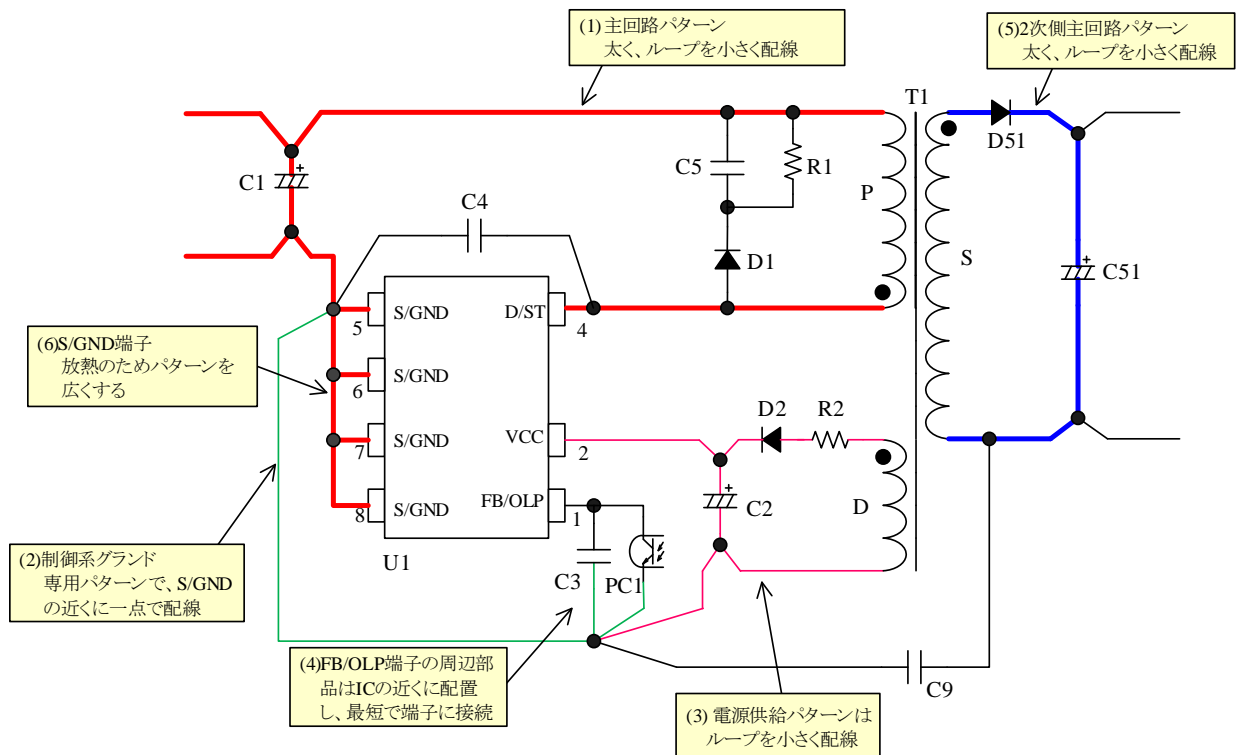 (1) 主回路パターン
太く、ループを小さく配線
(5)2次側主回路パターン
太く、ループを小さく配線
T1
D51
C1
C5
R1
P
C4
D1
S
C51
S/GND
D/ST
5
4
(6)S/GND端子
放熱のためパターンを
広くする
S/GND
6
D2
R2
S/GND
VCC
7
2
C2
D
S/GND
FB/OLP
8
1
U1
C3
PC1
(2)制御系グランド
専用パターンで、S/GND
の近くに一点で配線
(4)FB/OLP端子の周辺部
品はICの近くに配置
し、最短で端子に接続
C9
(3) 電源供給パターンは
ループを小さく配線
+
+
+